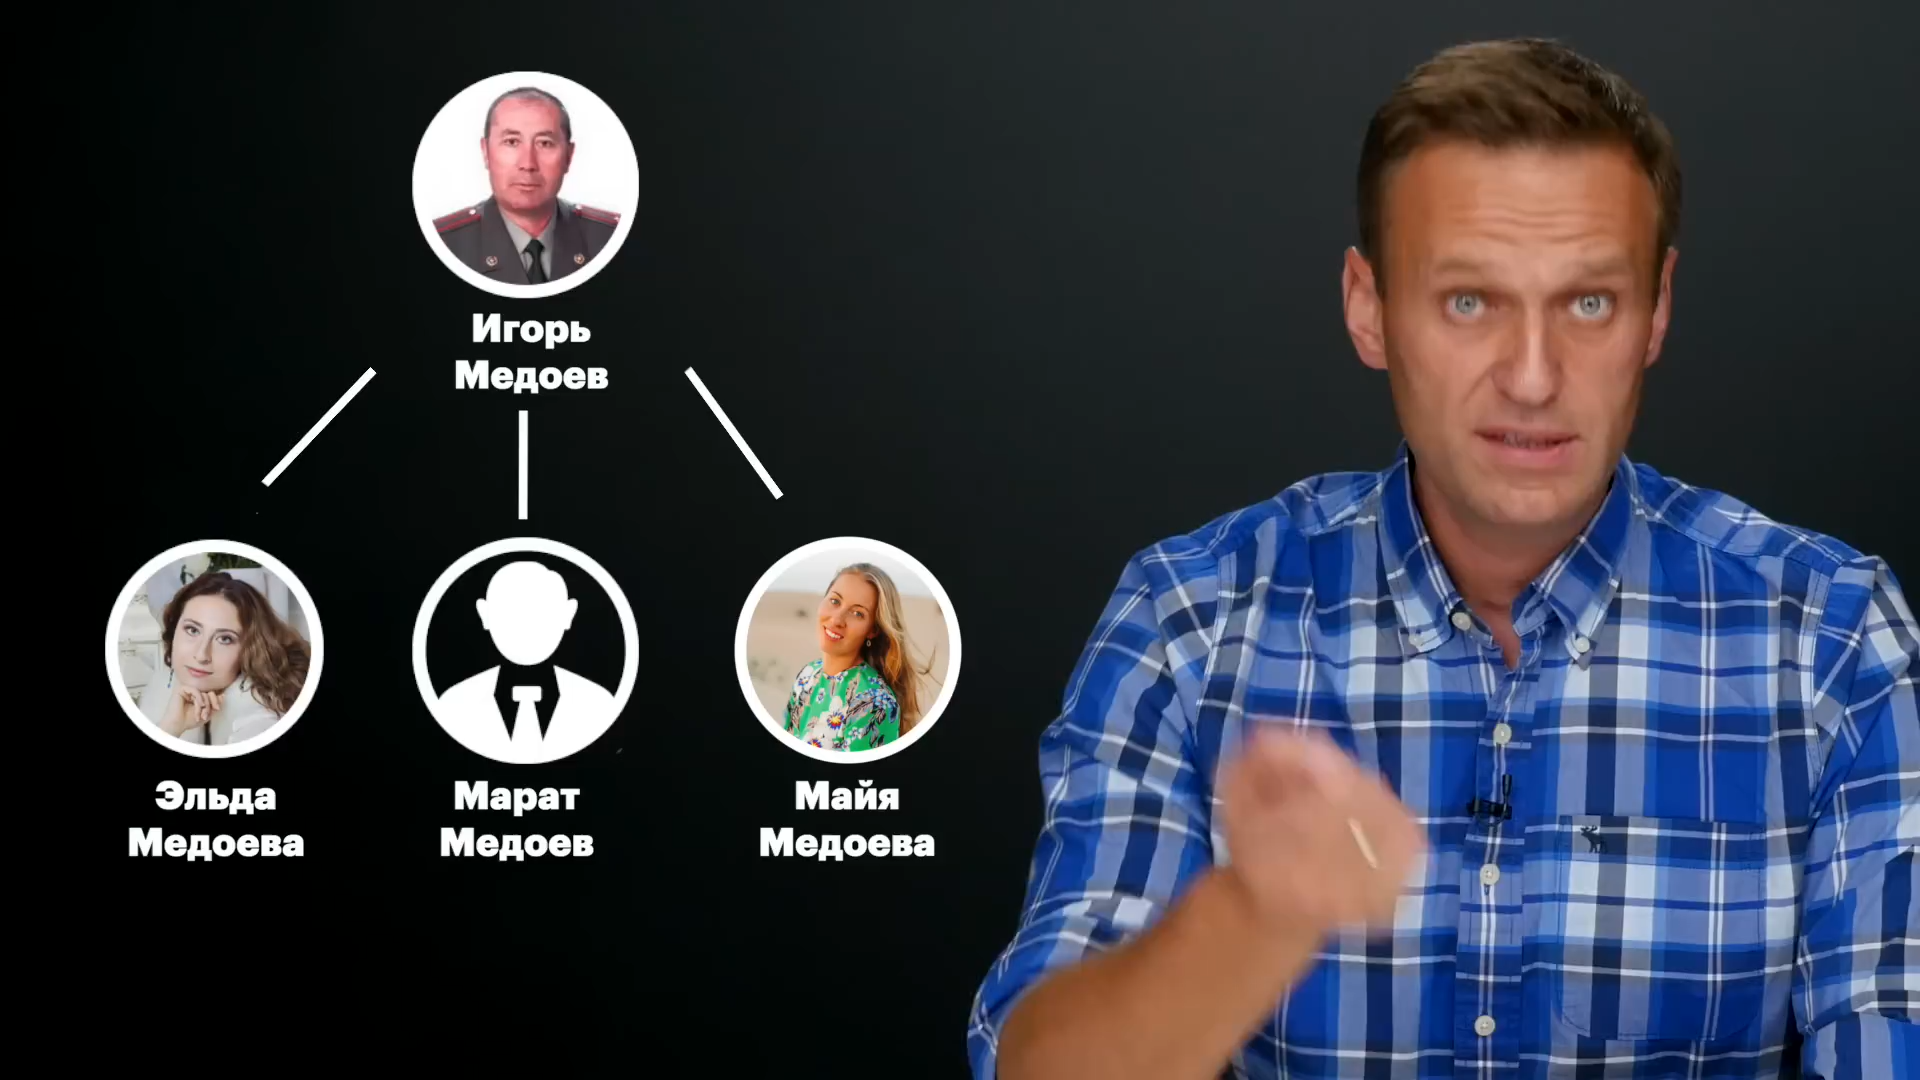 Игорь
Медоев
Эльда
Медоева
Марат
Медоев
Майя
Медоева